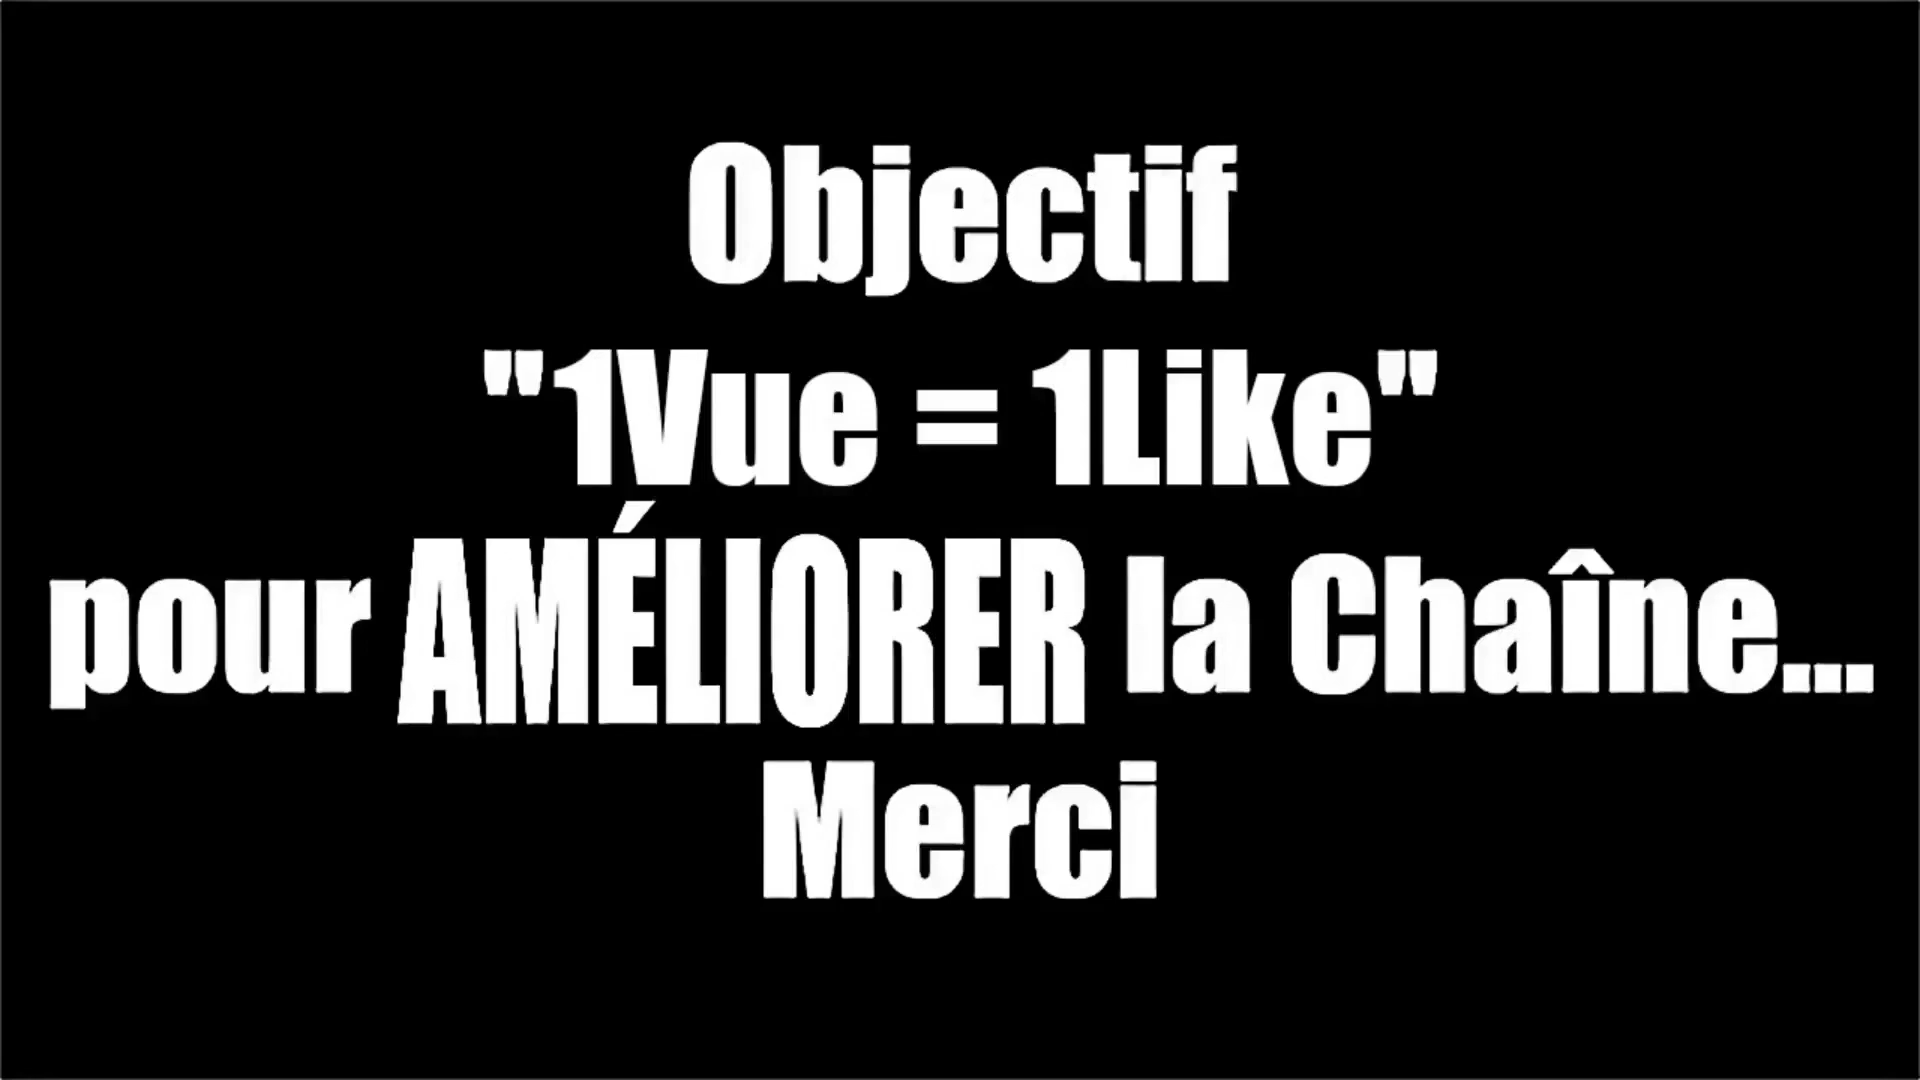 Objectif
"1Vue = 1Like"
pour AMÉLIORER la Chaîne...
Merci